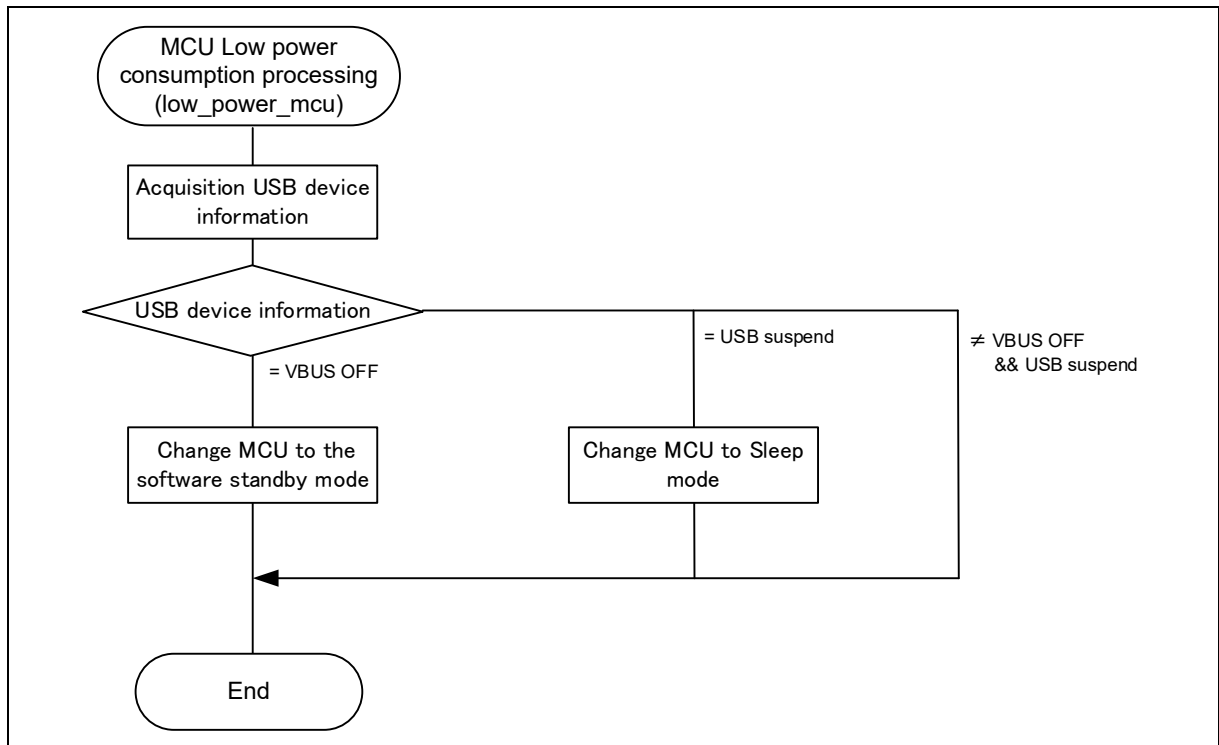 MCU Low power
consumption processing
(low_power_mcu)
Acquisition USB device
information
USB device information
= VBUS OFF
= USB suspend
≠ VBUS OFF
&& USB suspend
Change MCU to the
software standby mode
Change MCU to Sleep
mode
End